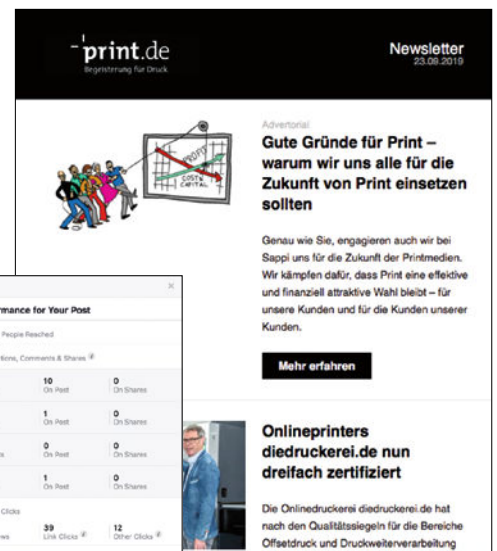 print.de
Begeisterung für Druck
Newsletter
23.09.2019
Advertorial
Gute Gründe für Print –
warum wir uns alle für die
Zukunft von Print einsetzen
sollten
PROFIT
COSTS
CAPITAL
Genau wie Sie, engagieren auch wir bei
Sappi uns für die Zukunft der Printmedien.
Wir kämpfen dafür, dass Print eine effektive
und finanziell attraktive Wahl bleibt – für
unsere Kunden und für die Kunden unserer
Kunden.
Mehr erfahren
Onlineprinters
diedruckerei.de nun
dreifach zertifiziert
Die Onlinedruckerei diedruckerei.de hat
nach den Qualitätssiegeln für die Bereiche
Offsetdruck und Druckweiterverarbeitung
rmance for Your Post
People Reached
tions, Comments & Shares
10
On Post
0
On Shares
1
On Post
0
On Shares
0
On Post
0
On Shares
1
On Post
0
On Shares
Clicks
39
Link Clicks
12
Other Clicks